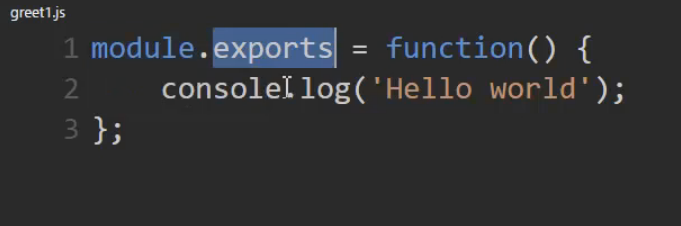 greet1.js
1 module.exports = function() {
2     console.log('Hello world');
3 };